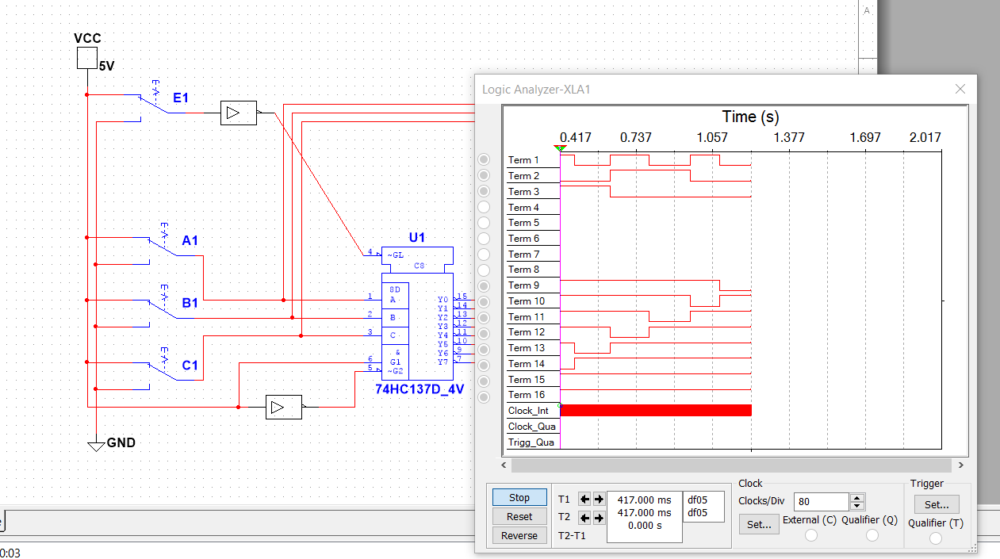 A
VCC
5V
E1
A1
B1
C1
GND
U1
4
~GL
C8
8D
1
A
2
B
3
C
&
6
G1
5
~G2
Y0
15
Y1
14
Y2
13
Y3
12
Y4
11
Y5
10
Y6
9
Y7
7
74HC137D_4V
0:03
Logic Analyzer-XLA1
Time (s)
0.417 0.737 1.057 1.377 1.697 2.017
Term 1
Term 2
Term 3
Term 4
Term 5
Term 6
Term 7
Term 8
Term 9
Term 10
Term 11
Term 12
Term 13
Term 14
Term 15
Term 16
Clock_Int
Clock_Qua
Trigg_Qua
Stop
Reset
Reverse
T1
T2
T2-T1
417.000 ms
417.000 ms
0.000 s
df05
df05
Clock
Clocks/Div 80
Set...
External (C) Qualifier (Q)
Trigger
Set...
Qualifier (T)